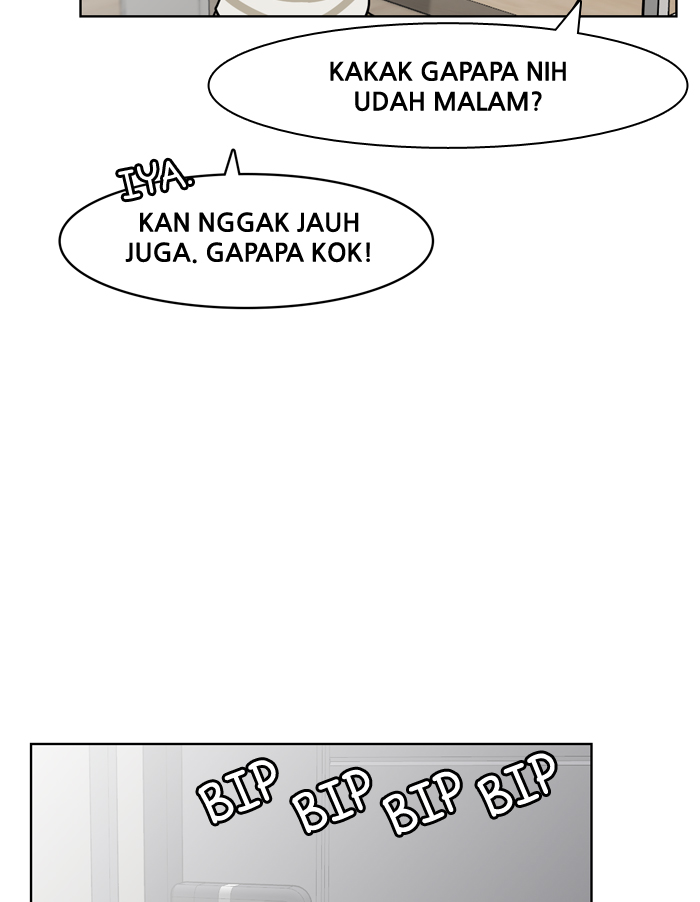 KAKAK GAPAPA NIH
UDAH MALAM?
IYA.
KAN NGGAK JAUH
JUGA. GAPAPA KOK!
BIP BIP BIP BIP